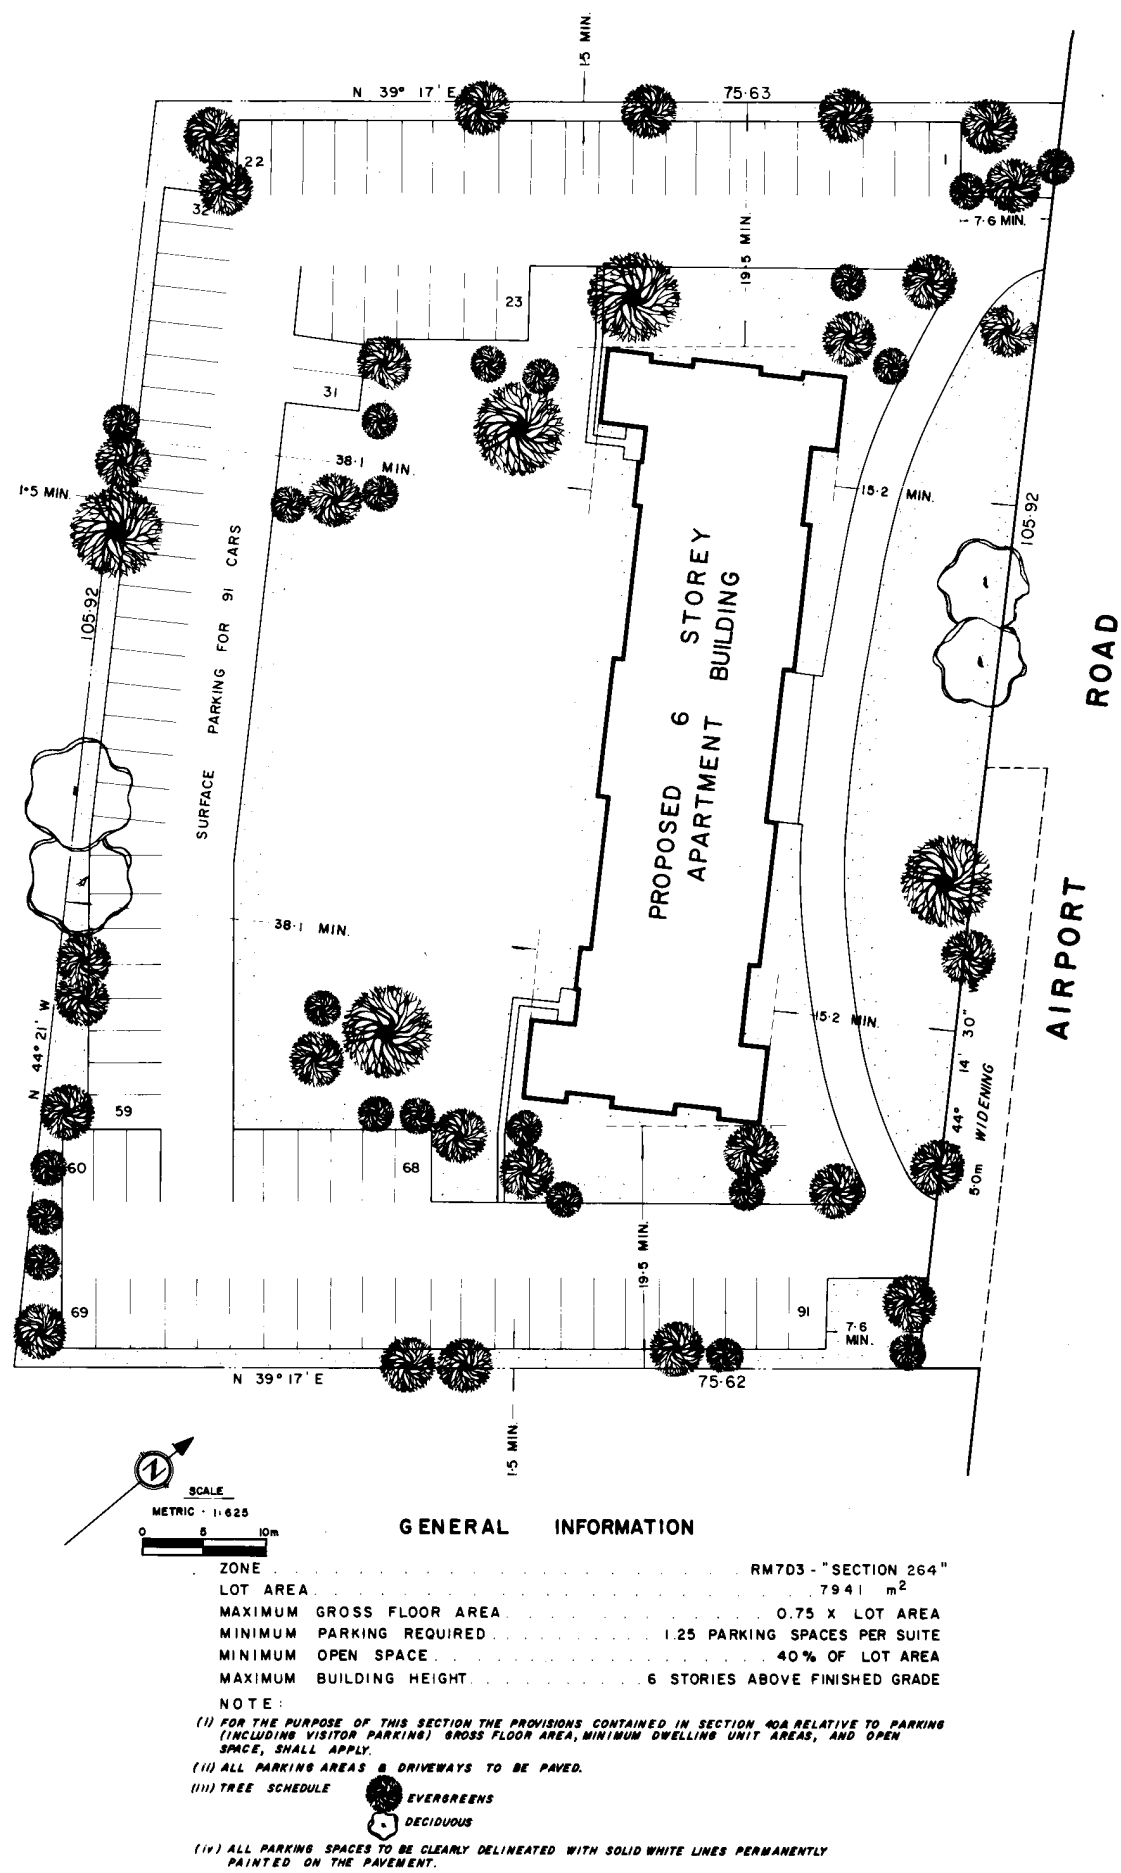 1.5 MIN.
N 39° 17' E
75.63
22
1
32
7.6 MIN.
19.5 MIN.
23
31
38.1 MIN.
1.5 MIN.
15.2 MIN.
105.92
105.92
SURFACE PARKING FOR 91 CARS
PROPOSED 6 STOREY
APARTMENT BUILDING
AIRPORT ROAD
38.1 MIN.
15.2 MIN.
N 44° 21' W
N 44° 14' 30" W
5.0m WIDENING
59
60
68
19.5 MIN.
69
91
7.6
MIN.
N 39° 17' E
75.62
1.5 MIN.
N
SCALE
METRIC - 1:625
0 5 10m
GENERAL INFORMATION
ZONE . . . . . . . . . . RM7D3 - "SECTION 264"
LOT AREA . . . . . . . . . . 7941 m²
MAXIMUM GROSS FLOOR AREA . . . . . . . . . . 0.75 X LOT AREA
MINIMUM PARKING REQUIRED . . . . . . . . . . 1.25 PARKING SPACES PER SUITE
MINIMUM OPEN SPACE . . . . . . . . . . 40% OF LOT AREA
MAXIMUM BUILDING HEIGHT . . . . . . . . . . 6 STORIES ABOVE FINISHED GRADE
NOTE:
(i) FOR THE PURPOSE OF THIS SECTION THE PROVISIONS CONTAINED IN SECTION 40A RELATIVE TO PARKING
(INCLUDING VISITOR PARKING) GROSS FLOOR AREA, MINIMUM DWELLING UNIT AREAS, AND OPEN
SPACE, SHALL APPLY.
(ii) ALL PARKING AREAS & DRIVEWAYS TO BE PAVED.
(iii) TREE SCHEDULE
EVERGREENS
DECIDUOUS
(iv) ALL PARKING SPACES TO BE CLEARLY DELINEATED WITH SOLID WHITE LINES PERMANENTLY
PAINTED ON THE PAVEMENT.